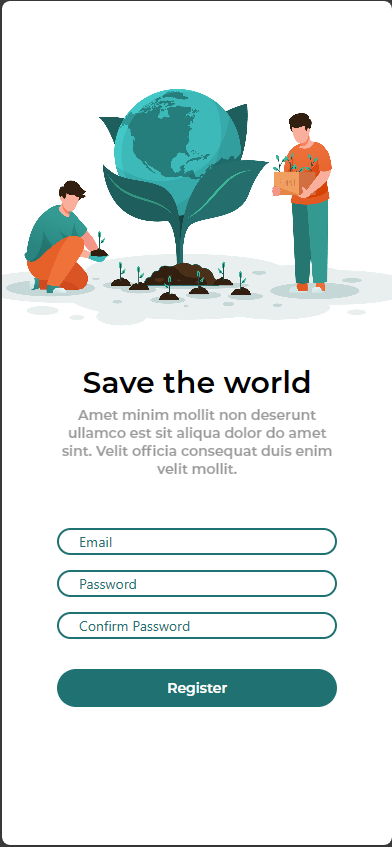 Save the world
Amet minim mollit non deserunt
ullamco est sit aliqua dolor do amet
sint. Velit officia consequat duis enim
velit mollit.
Email
Password
Confirm Password
Register